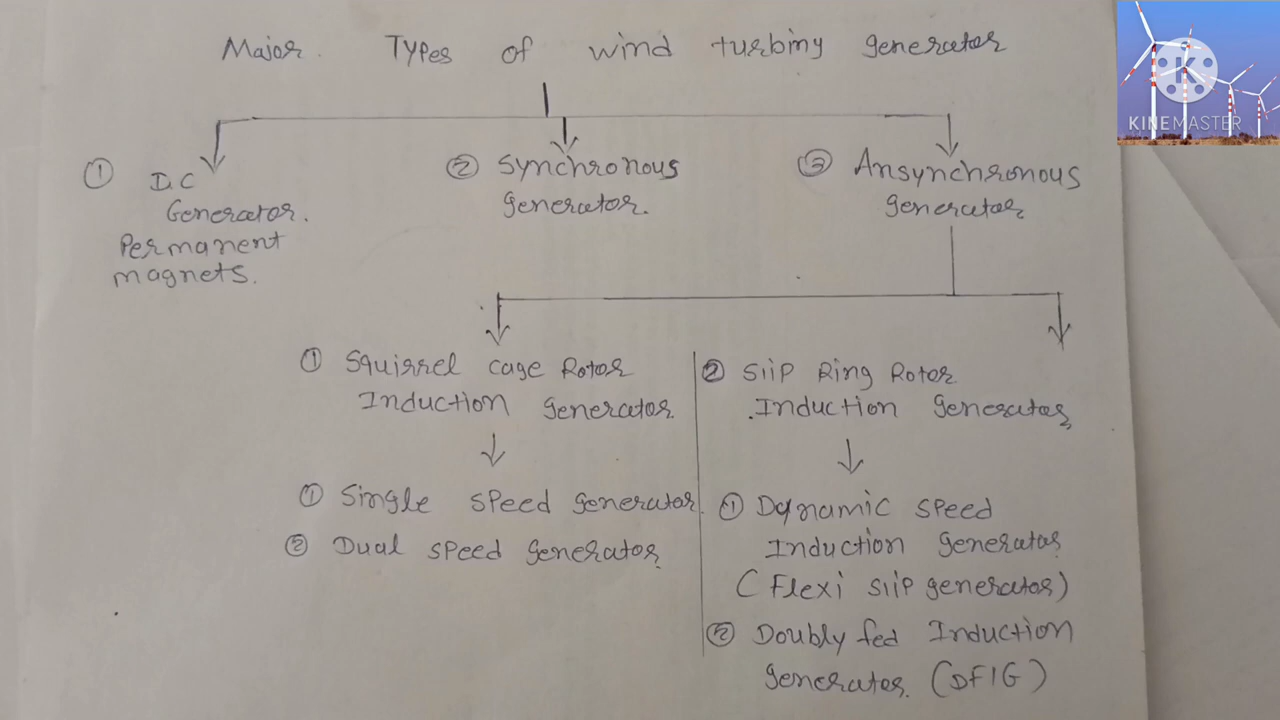 Major. Types of wind turbiny generator
① D.C
Generator.
Permanent
magnets.
② Synchronous
generator.
③ Ansynchronous
generator
① Squirrel cage Rotor
Induction generator
② Slip Ring Rotor
Induction generator
① Single speed generator.
② Dual speed generator
① Dynamic speed
Induction generator
(Flexi slip generator)
② Doubly fed Induction
generator (DFIG)
K
KINEMASTER